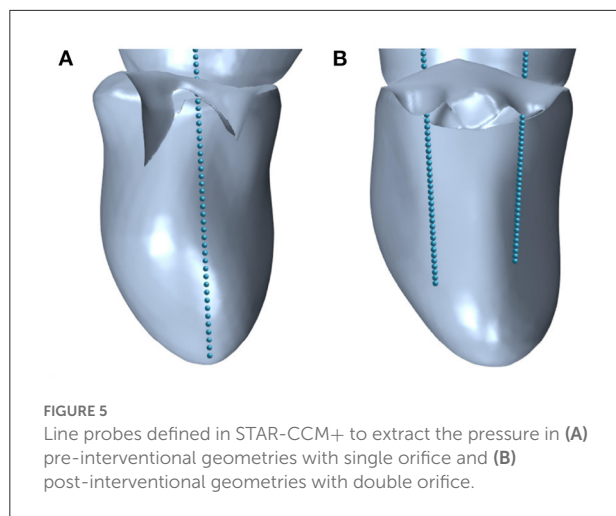 A
B
FIGURE 5
Line probes defined in STAR-CCM+ to extract the pressure in (A)
pre-interventional geometries with single orifice and (B)
post-interventional geometries with double orifice.